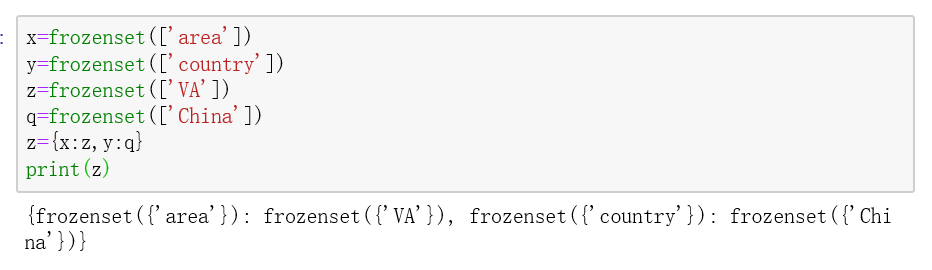 :
x=frozenset(['area'])
y=frozenset(['country'])
z=frozenset(['VA'])
q=frozenset(['China'])
z={x:z,y:q}
print(z)
{frozenset({'area'}): frozenset({'VA'}), frozenset({'country'}): frozenset({'Chi
na'})}